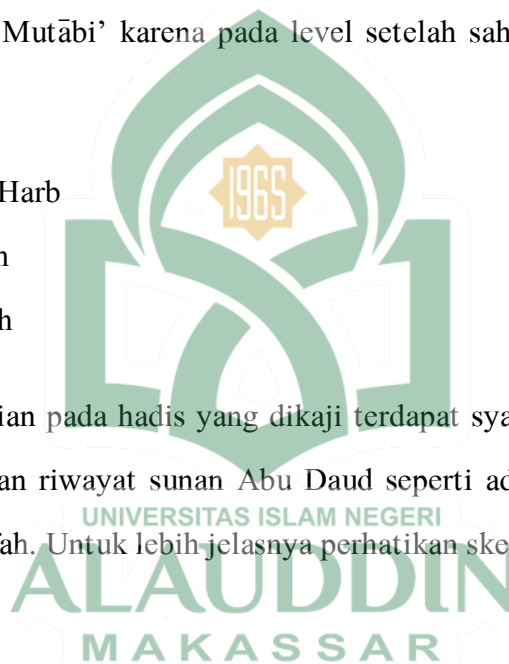 Mutābi’ karena pada level setelah sah
1965
Harb
h
ian pada hadis yang dikaji terdapat sya
an riwayat sunan Abu Daud seperti ad
UNIVERSITAS ISLAM NEGERI
ah. Untuk lebih jelasnya perhatikan ske
ALAUDDIN
MAKASSAR